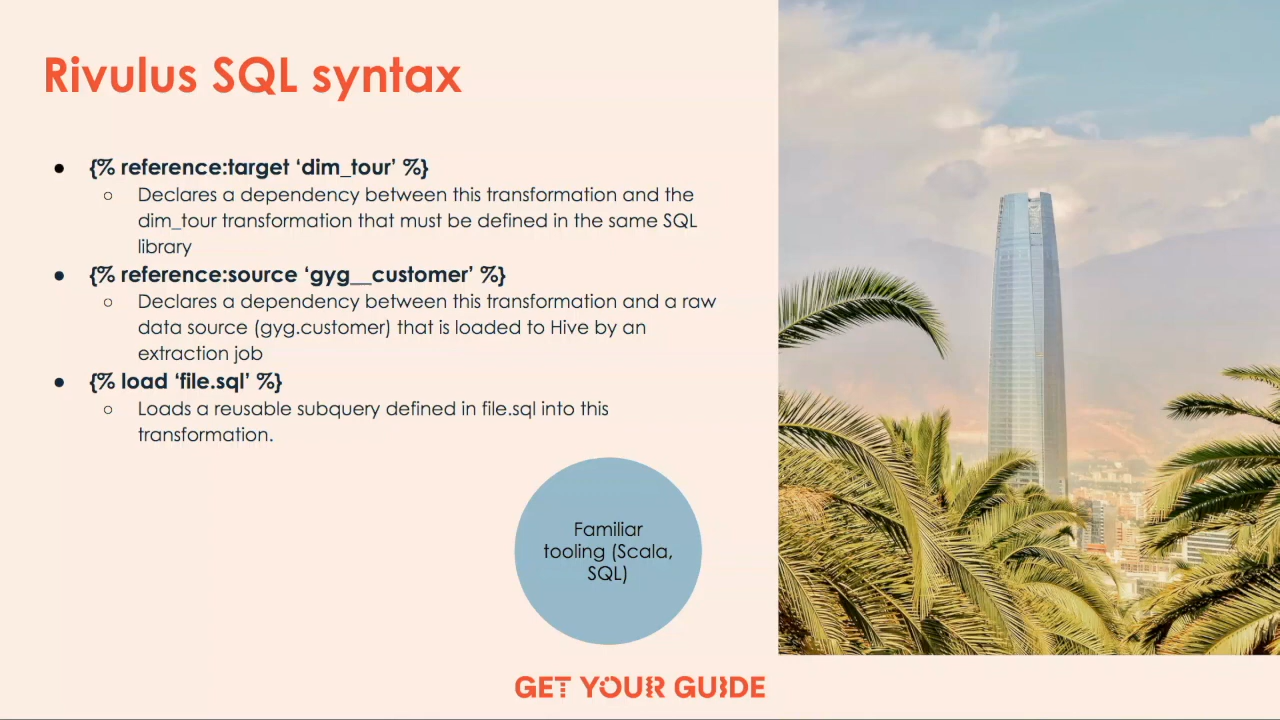 Rivulus SQL syntax
● {% reference:target ‘dim_tour’ %}
○ Declares a dependency between this transformation and the
dim_tour transformation that must be defined in the same SQL
library
● {% reference:source ‘gyg__customer’ %}
○ Declares a dependency between this transformation and a raw
data source (gyg.customer) that is loaded to Hive by an
extraction job
● {% load ‘file.sql’ %}
○ Loads a reusable subquery defined in file.sql into this
transformation.
Familiar
tooling (Scala,
SQL)
GET YOUR GUIDE